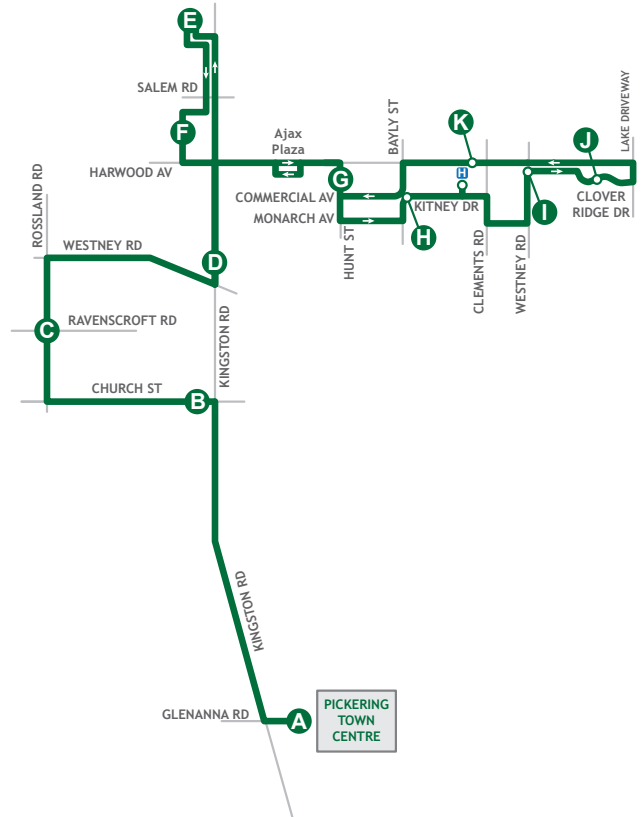 E
SALEM RD
F
HARWOOD AV
Ajax
Plaza
BAYLY ST
K
H
J
LAKE DRIVEWAY
G
COMMERCIAL AV
MONARCH AV
KITNEY DR
CLOVER
RIDGE DR
I
H
HUNT ST
CLEMENTS RD
WESTNEY RD
ROSSLAND RD
WESTNEY RD
D
C
RAVENSCROFT RD
KINGSTON RD
CHURCH ST
B
KINGSTON RD
GLENANNA RD
A
PICKERING
TOWN
CENTRE